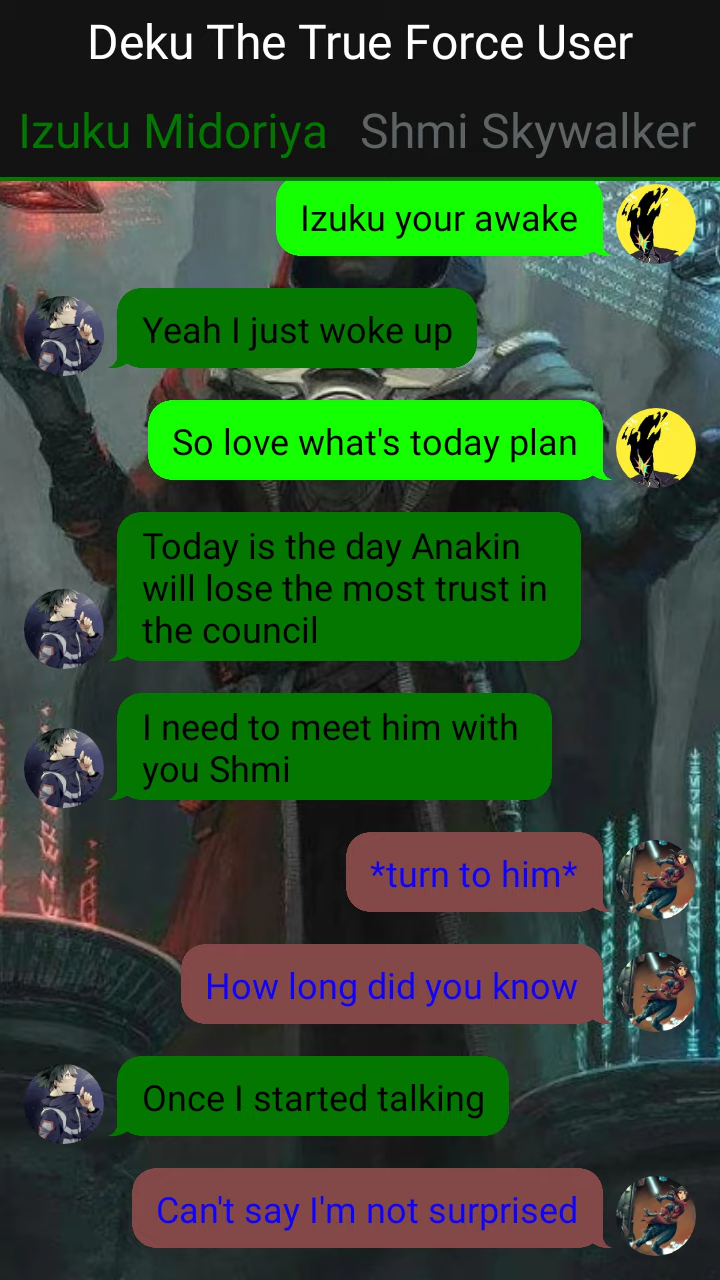 Deku The True Force User
Izuku Midoriya Shmi Skywalker
Izuku your awake
Yeah I just woke up
So love what's today plan
Today is the day Anakin
will lose the most trust in
the council
I need to meet him with
you Shmi
*turn to him*
How long did you know
Once I started talking
Can't say I'm not surprised